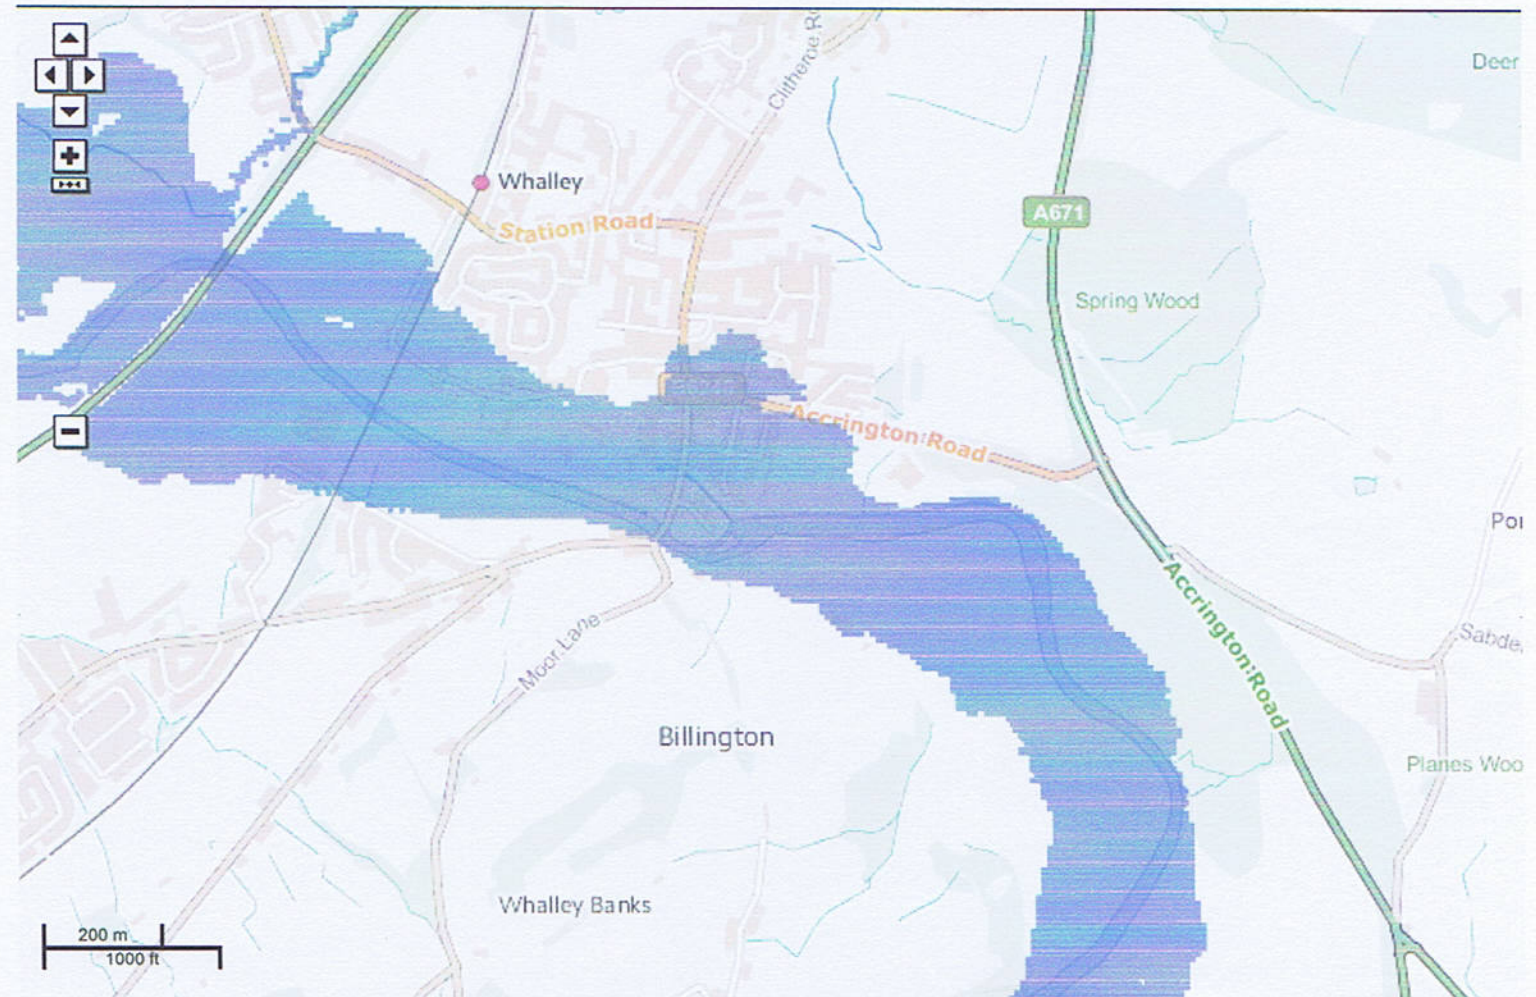 Clitheroe R
Deer
Whalley
A671
Station Road
Spring Wood
Accrington Road
Por
Accrington Road
Sabde
Moor Lane
Billington
Planes Woo
Whalley Banks
200 m
1000 ft